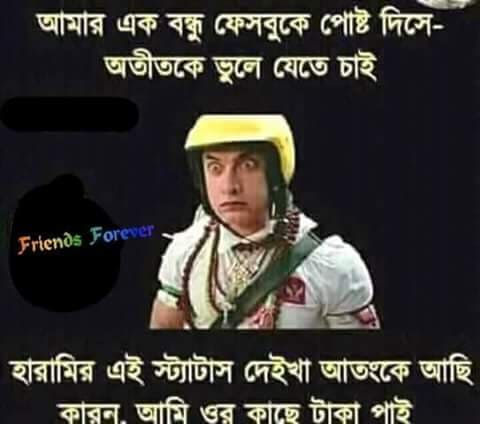 আমার এক বন্ধু ফেসবুকে পোষ্ট দিসে-
অতীতকে ভুলে যেতে চাই
Friends Forever
হারামির এই স্ট্যাটাস দেইখা আতংকে আছি
কারন, আমি ওর কাছে টাকা পাই